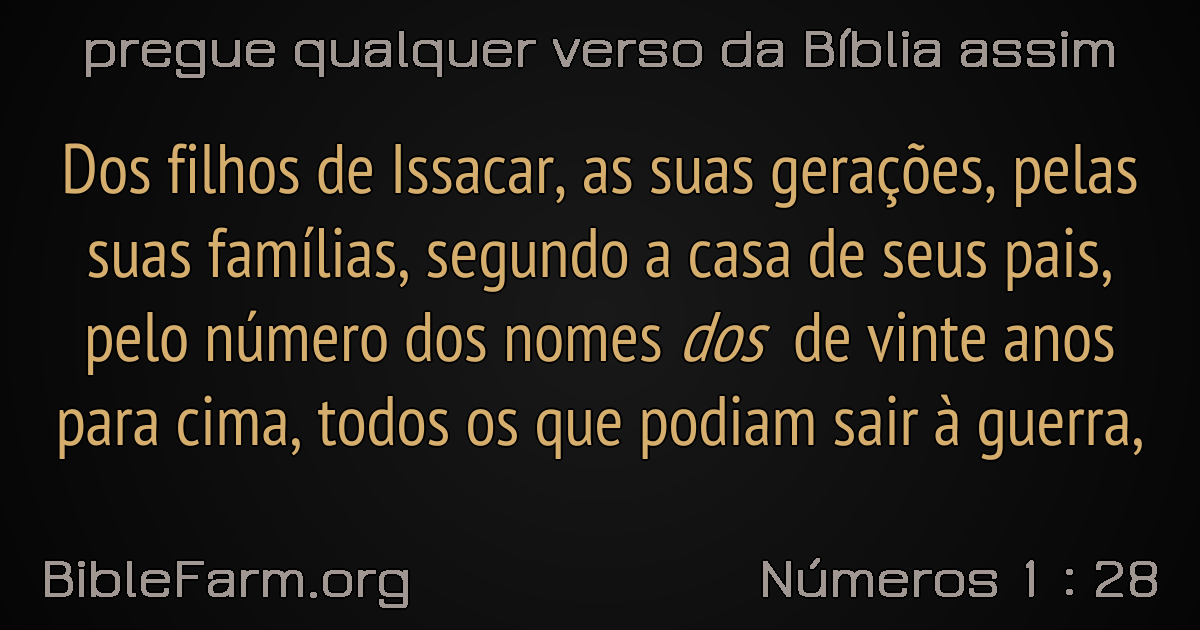 pregue qualquer verso da Bíblia assim
Dos filhos de Issacar, as suas gerações, pelas
suas famílias, segundo a casa de seus pais,
pelo número dos nomes dos de vinte anos
para cima, todos os que podiam sair à guerra,
BibleFarm.org
Números 1 : 28